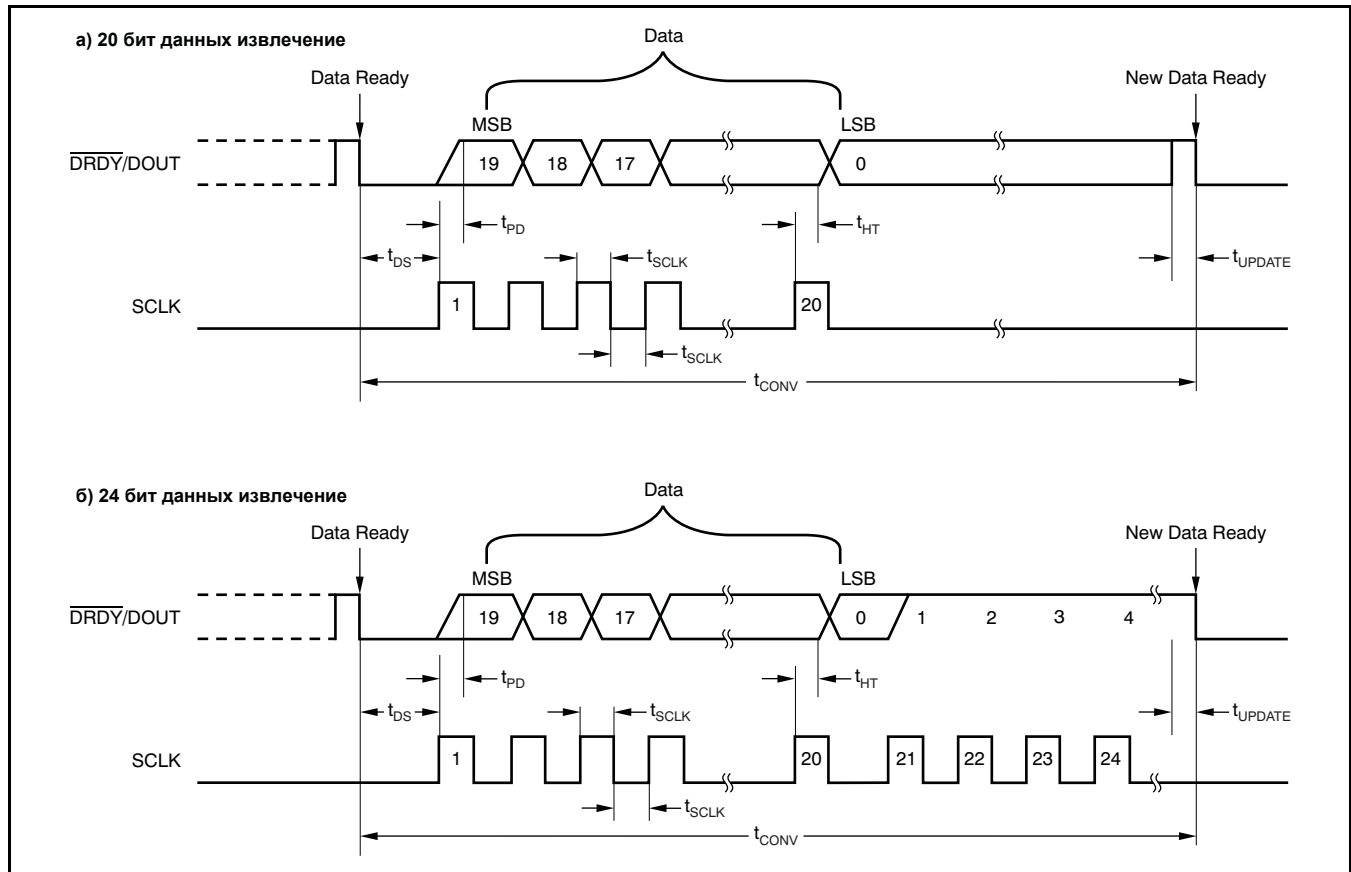 а) 20 бит данных извлечение
Data
Data Ready
New Data Ready
MSB
LSB
DRDY/DOUT
19
18
17
0
tPD
tHT
tDS
tSCLK
tUPDATE
SCLK
1
20
tSCLK
tCONV
б) 24 бит данных извлечение
Data
Data Ready
New Data Ready
MSB
LSB
DRDY/DOUT
19
18
17
0
1
2
3
4
tPD
tHT
tDS
tSCLK
tUPDATE
SCLK
1
20
21
22
23
24
tSCLK
tCONV